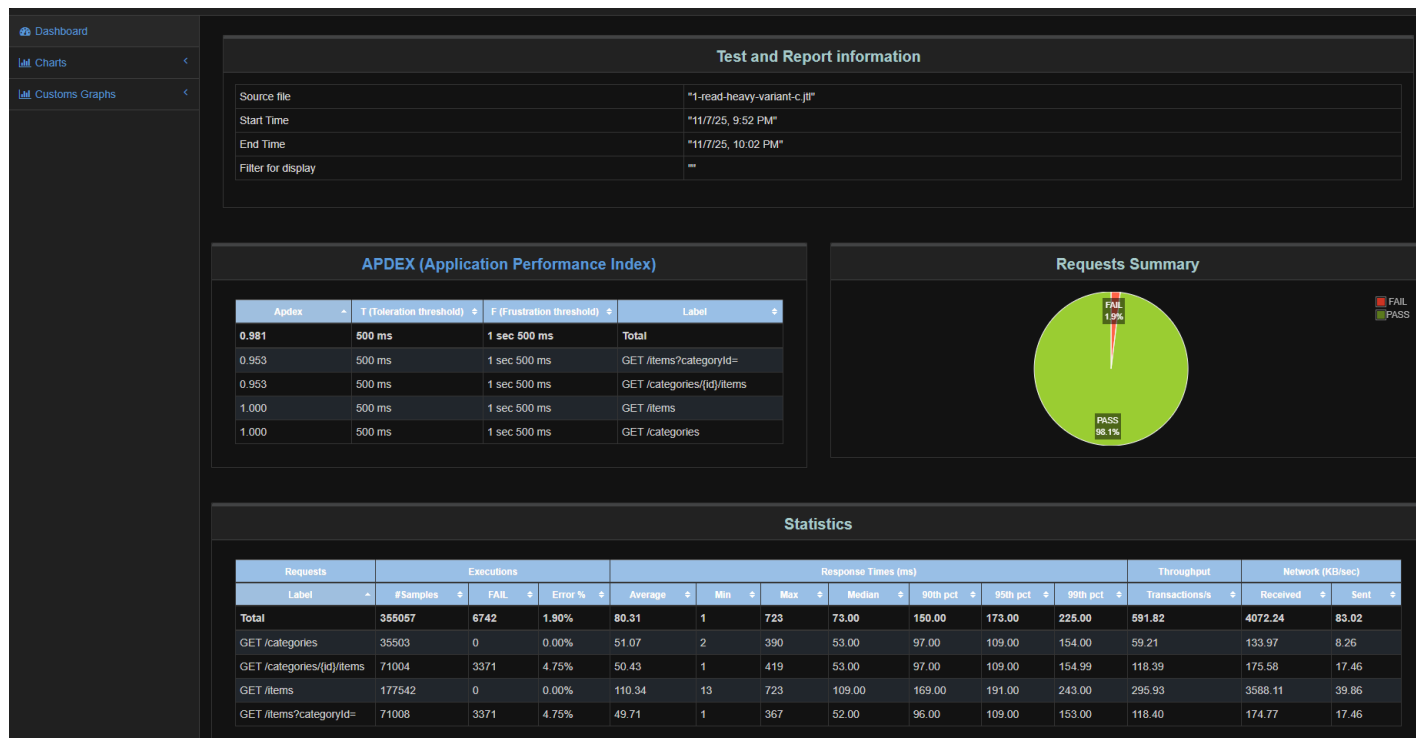 Dashboard
Charts
Customs Graphs
Test and Report information
Source file "1-read-heavy-variant-c.jtl"
Start Time "11/7/25, 9:52 PM"
End Time "11/7/25, 10:02 PM"
Filter for display ""
APDEX (Application Performance Index)
Apdex T (Toleration threshold) F (Frustration threshold) Label
0.981 500 ms 1 sec 500 ms Total
0.953 500 ms 1 sec 500 ms GET /items?categoryId=
0.953 500 ms 1 sec 500 ms GET /categories/{id}/items
1.000 500 ms 1 sec 500 ms GET /items
1.000 500 ms 1 sec 500 ms GET /categories
Requests Summary
FAIL
PASS
FAIL
1.9%
PASS
98.1%
Statistics
Requests Executions Response Times (ms) Throughput Network (KB/sec)
Label #Samples FAIL Error % Average Min Max Median 90th pct 95th pct 99th pct Transactions/s Received Sent
Total 355057 6742 1.90% 80.31 1 723 73.00 150.00 173.00 225.00 591.82 4072.24 83.02
GET /categories 35503 0 0.00% 51.07 2 390 53.00 97.00 109.00 154.00 59.21 133.97 8.26
GET /categories/{id}/items 71004 3371 4.75% 50.43 1 419 53.00 97.00 109.00 154.99 118.39 175.58 17.46
GET /items 177542 0 0.00% 110.34 13 723 109.00 169.00 191.00 243.00 295.93 3588.11 39.86
GET /items?categoryId= 71008 3371 4.75% 49.71 1 367 52.00 96.00 109.00 153.00 118.40 174.77 17.46